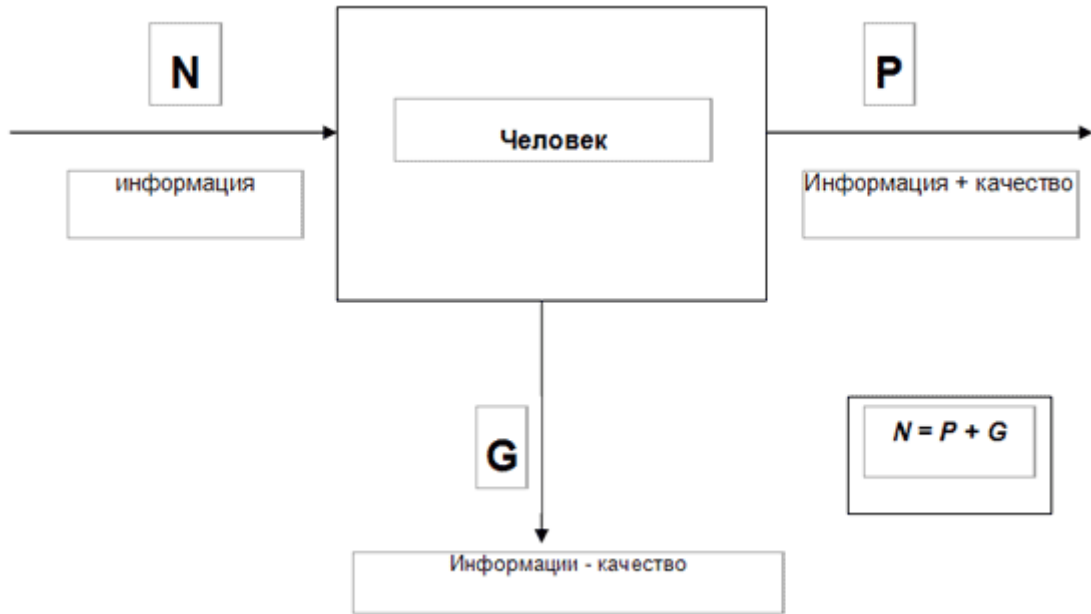 N
P
Человек
информация
Информация + качество
G
N = P + G
Информации - качество